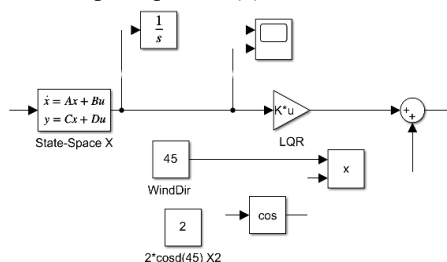 1
s
ẋ = Ax + Bu
y = Cx + Du
State-Space X
K*u
LQR
+
+
45
WindDir
x
2
cos
2*cosd(45) X2